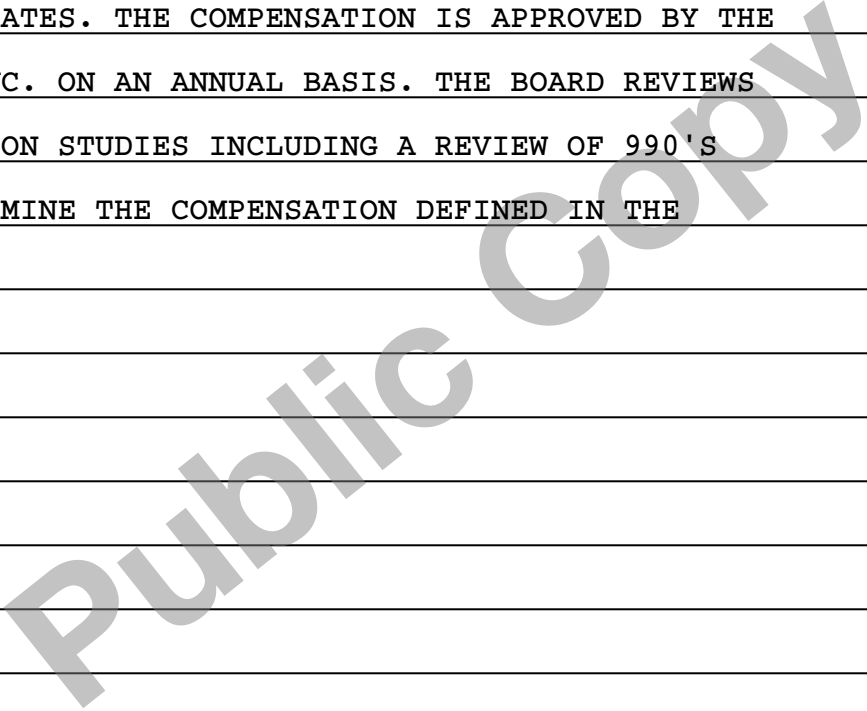 ATES. THE COMPENSATION IS APPROVED BY THE
C. ON AN ANNUAL BASIS. THE BOARD REVIEWS
ON STUDIES INCLUDING A REVIEW OF 990'S
MINE THE COMPENSATION DEFINED IN THE
Public Copy